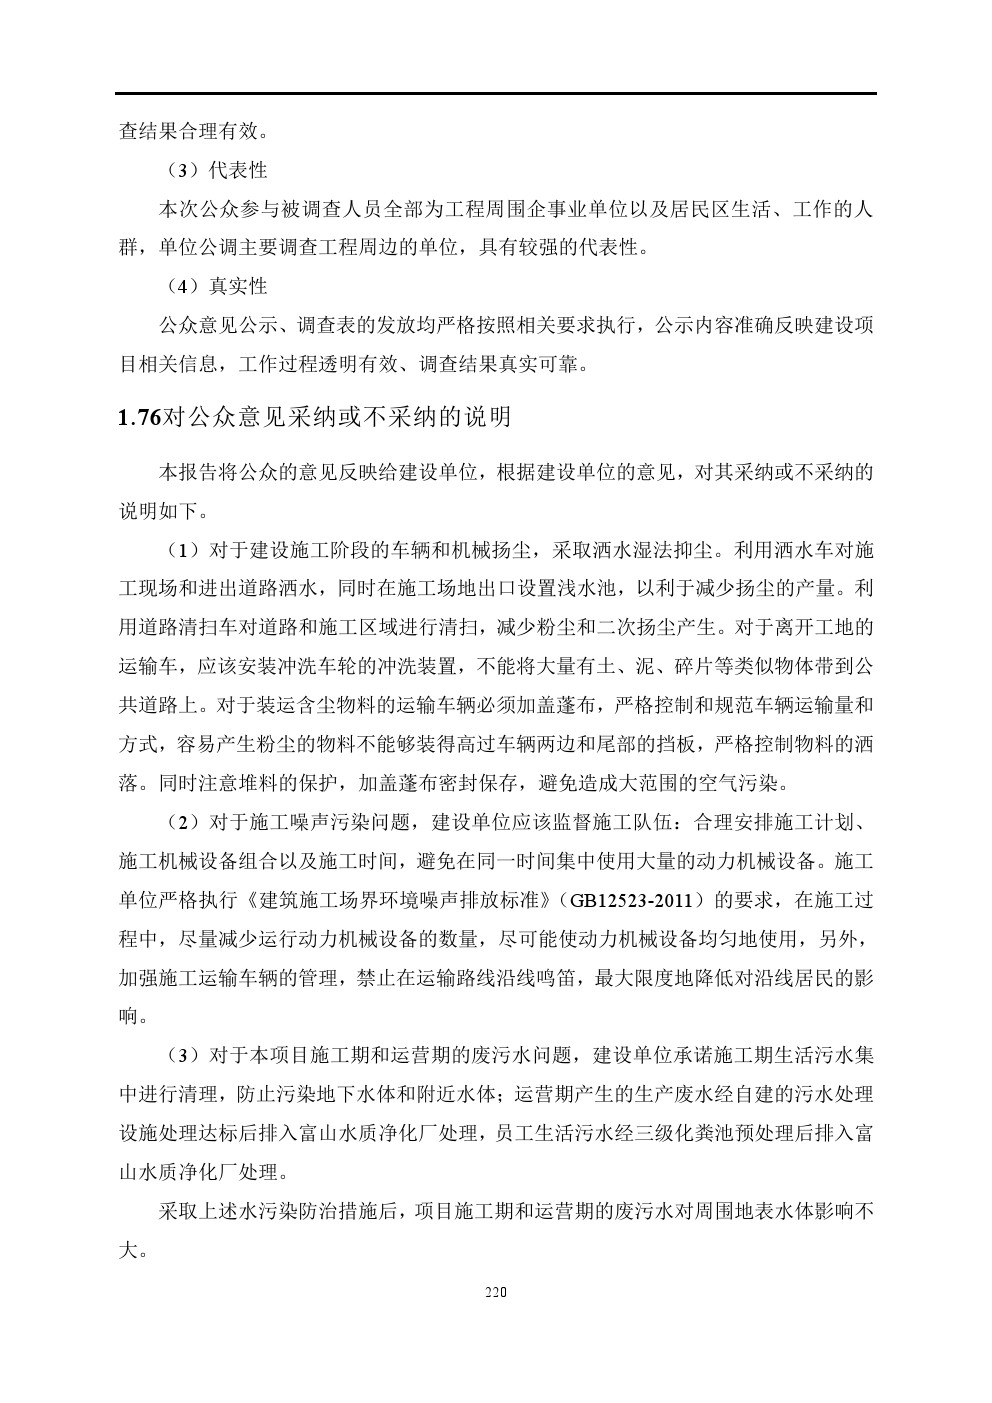 查结果合理有效。
（3）代表性
本次公众参与被调查人员全部为工程周围企事业单位以及居民区生活、工作的人
群，单位公调主要调查工程周边的单位，具有较强的代表性。
（4）真实性
公众意见公示、调查表的发放均严格按照相关要求执行，公示内容准确反映建设项
目相关信息，工作过程透明有效、调查结果真实可靠。
1.76对公众意见采纳或不采纳的说明
本报告将公众的意见反映给建设单位，根据建设单位的意见，对其采纳或不采纳的
说明如下。
（1）对于建设施工阶段的车辆和机械扬尘，采取洒水湿法抑尘。利用洒水车对施
工现场和进出道路洒水，同时在施工场地出口设置浅水池，以利于减少扬尘的产量。利
用道路清扫车对道路和施工区域进行清扫，减少粉尘和二次扬尘产生。对于离开工地的
运输车，应该安装冲洗车轮的冲洗装置，不能将大量有土、泥、碎片等类似物体带到公
共道路上。对于装运含尘物料的运输车辆必须加盖蓬布，严格控制和规范车辆运输量和
方式，容易产生粉尘的物料不能够装得高过车辆两边和尾部的挡板，严格控制物料的洒
落。同时注意堆料的保护，加盖蓬布密封保存，避免造成大范围的空气污染。
（2）对于施工噪声污染问题，建设单位应该监督施工队伍：合理安排施工计划、
施工机械设备组合以及施工时间，避免在同一时间集中使用大量的动力机械设备。施工
单位严格执行《建筑施工场界环境噪声排放标准》（GB12523-2011）的要求，在施工过
程中，尽量减少运行动力机械设备的数量，尽可能使动力机械设备均匀地使用，另外，
加强施工运输车辆的管理，禁止在运输路线沿线鸣笛，最大限度地降低对沿线居民的影
响。
（3）对于本项目施工期和运营期的废污水问题，建设单位承诺施工期生活污水集
中进行清理，防止污染地下水体和附近水体；运营期产生的生产废水经自建的污水处理
设施处理达标后排入富山水质净化厂处理，员工生活污水经三级化粪池预处理后排入富
山水质净化厂处理。
采取上述水污染防治措施后，项目施工期和运营期的废污水对周围地表水体影响不
大。
220